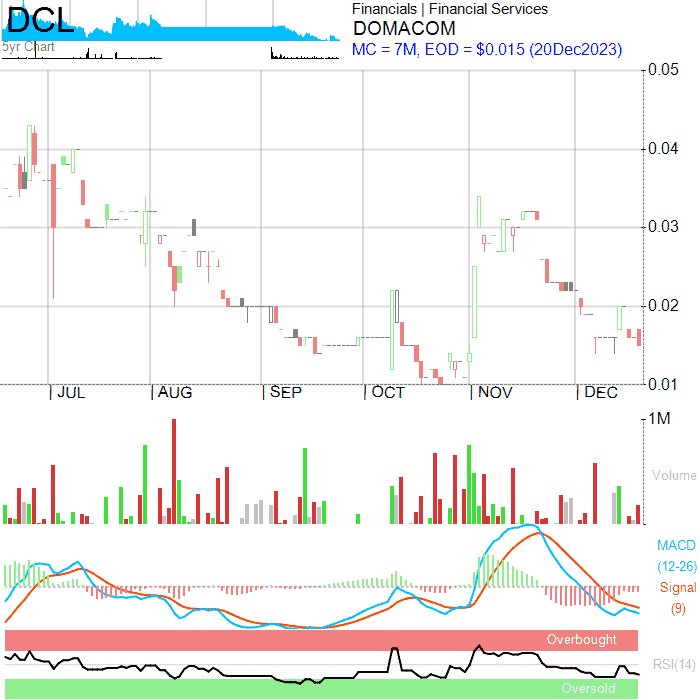 DCL
Financials | Financial Services
DOMACOM
5yr Chart
MC = 7M, EOD = $0.015 (20Dec2023)
0.05
0.04
0.03
0.02
0.01
JUL AUG SEP OCT NOV DEC
1M
Volume
MACD
(12-26)
Signal
(9)
Overbought
RSI(14)
Oversold